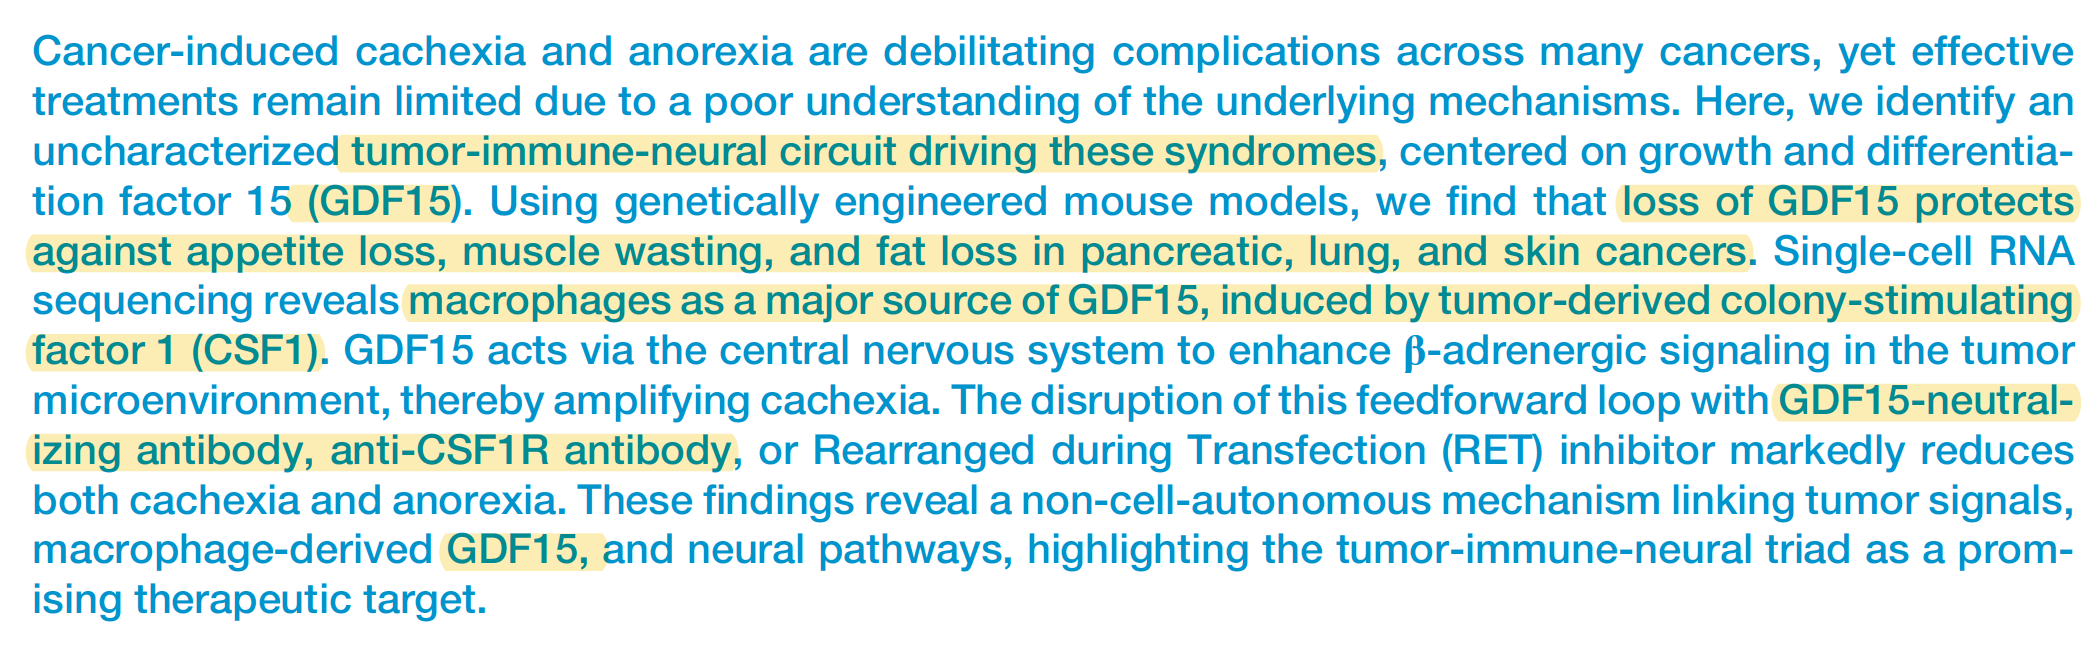 Cancer-induced cachexia and anorexia are debilitating complications across many cancers, yet effective
treatments remain limited due to a poor understanding of the underlying mechanisms. Here, we identify an
uncharacterized tumor-immune-neural circuit driving these syndromes, centered on growth and differentia-
tion factor 15 (GDF15). Using genetically engineered mouse models, we find that loss of GDF15 protects
against appetite loss, muscle wasting, and fat loss in pancreatic, lung, and skin cancers. Single-cell RNA
sequencing reveals macrophages as a major source of GDF15, induced by tumor-derived colony-stimulating
factor 1 (CSF1). GDF15 acts via the central nervous system to enhance β-adrenergic signaling in the tumor
microenvironment, thereby amplifying cachexia. The disruption of this feedforward loop with GDF15-neutral-
izing antibody, anti-CSF1R antibody, or Rearranged during Transfection (RET) inhibitor markedly reduces
both cachexia and anorexia. These findings reveal a non-cell-autonomous mechanism linking tumor signals,
macrophage-derived GDF15, and neural pathways, highlighting the tumor-immune-neural triad as a prom-
ising therapeutic target.